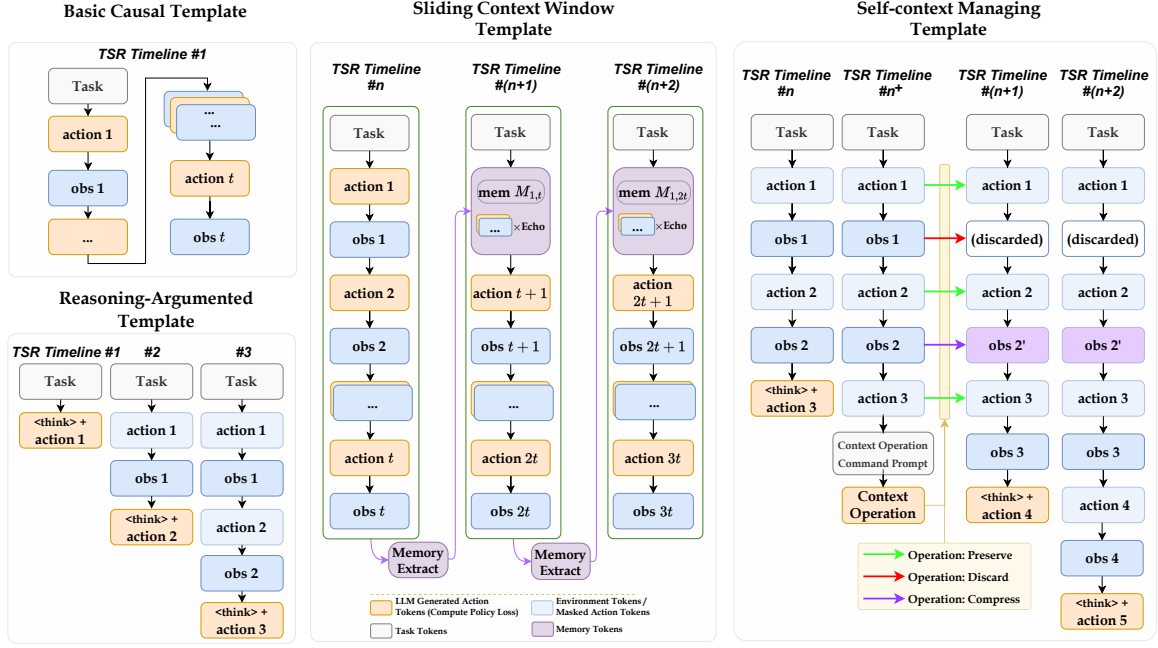 Basic Causal Template
TSR Timeline #1
Task
action 1
obs 1
...
...
...
action t
obs t
Reasoning-Argumented
Template
TSR Timeline #1
#2
#3
Task
<think> +
action 1
Task
action 1
obs 1
<think> +
action 2
Task
action 1
obs 1
action 2
obs 2
<think> +
action 3
Sliding Context Window
Template
TSR Timeline
#n
Task
action 1
obs 1
action 2
obs 2
...
action t
obs t
Memory
Extract
TSR Timeline
#(n+1)
Task
mem M1,t
... ×Echo
action t + 1
obs t + 1
...
action 2t
obs 2t
Memory
Extract
TSR Timeline
#(n+2)
Task
mem M1,2t
... ×Echo
action
2t + 1
obs 2t + 1
...
action 3t
obs 3t
LLM Generated Action
Tokens (Compute Policy Loss)
Environment Tokens /
Masked Action Tokens
Task Tokens
Memory Tokens
Self-context Managing
Template
TSR Timeline
#n
Task
action 1
obs 1
action 2
obs 2
<think> +
action 3
TSR Timeline
#n+
Task
action 1
obs 1
action 2
obs 2
action 3
Context Operation
Command Prompt
Context
Operation
TSR Timeline
#(n+1)
Task
action 1
(discarded)
action 2
obs 2'
action 3
obs 3
<think> +
action 4
TSR Timeline
#(n+2)
Task
action 1
(discarded)
action 2
obs 2'
action 3
obs 3
action 4
obs 4
<think> +
action 5
Operation: Preserve
Operation: Discard
Operation: Compress